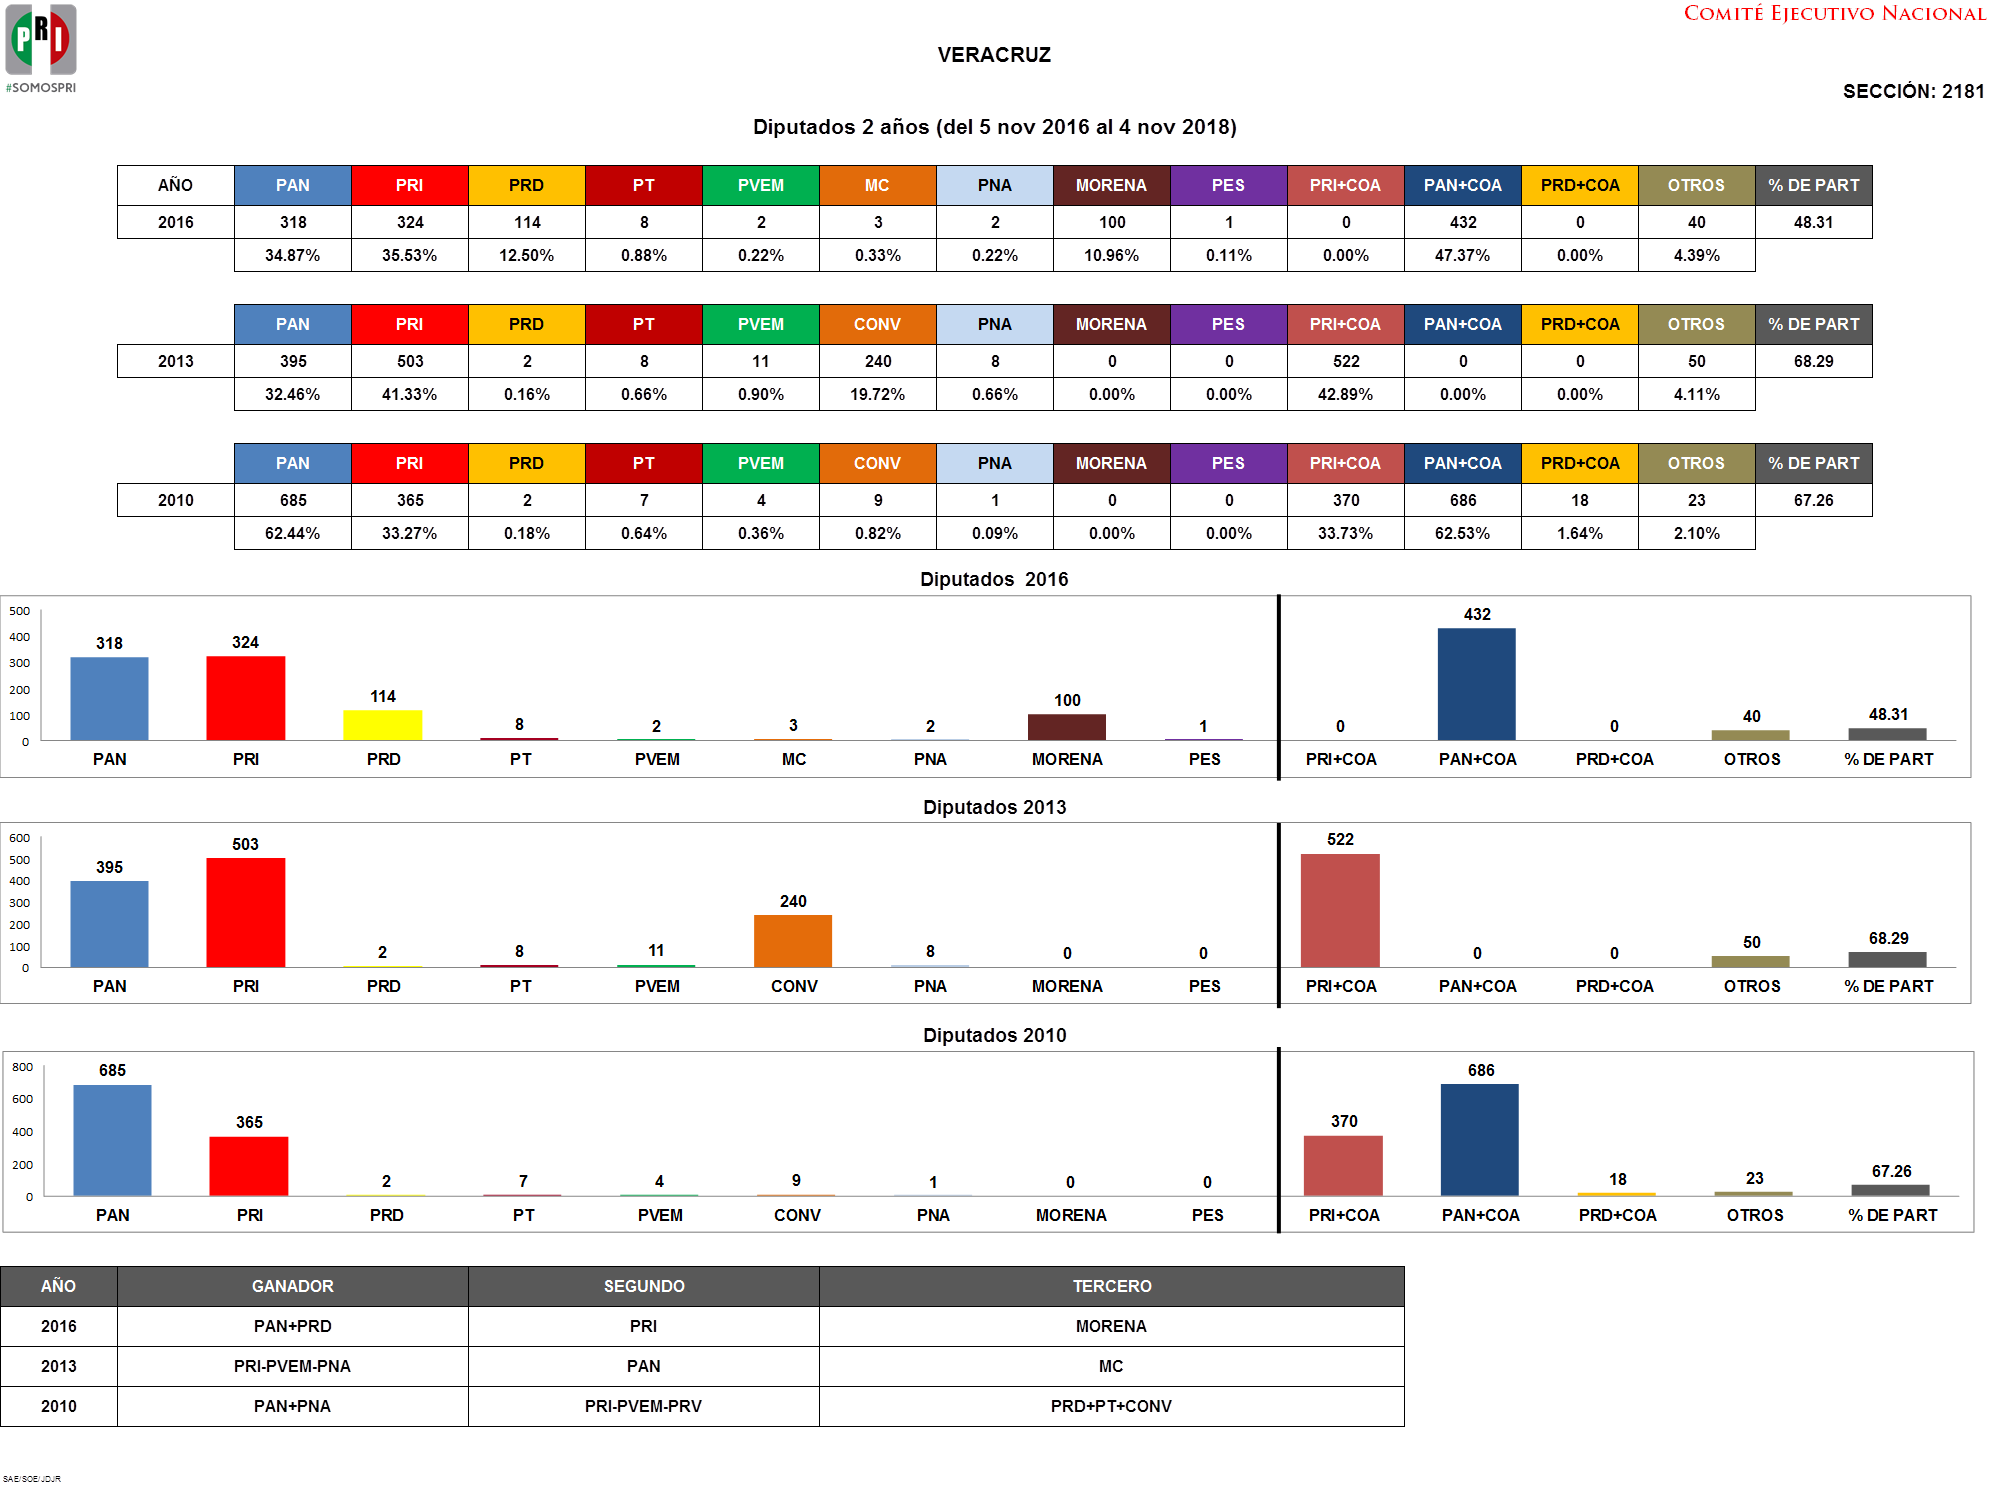 PRI
#SOMOSPRI
COMITÉ EJECUTIVO NACIONAL
VERACRUZ
SECCIÓN: 2181
Diputados 2 años (del 5 nov 2016 al 4 nov 2018)
AÑO PAN PRI PRD PT PVEM MC PNA MORENA PES PRI+COA PAN+COA PRD+COA OTROS % DE PART
2016 318 324 114 8 2 3 2 100 1 0 432 0 40 48.31
34.87% 35.53% 12.50% 0.88% 0.22% 0.33% 0.22% 10.96% 0.11% 0.00% 47.37% 0.00% 4.39%
PAN PRI PRD PT PVEM CONV PNA MORENA PES PRI+COA PAN+COA PRD+COA OTROS % DE PART
2013 395 503 2 8 11 240 8 0 0 522 0 0 50 68.29
32.46% 41.33% 0.16% 0.66% 0.90% 19.72% 0.66% 0.00% 0.00% 42.89% 0.00% 0.00% 4.11%
PAN PRI PRD PT PVEM CONV PNA MORENA PES PRI+COA PAN+COA PRD+COA OTROS % DE PART
2010 685 365 2 7 4 9 1 0 0 370 686 18 23 67.26
62.44% 33.27% 0.18% 0.64% 0.36% 0.82% 0.09% 0.00% 0.00% 33.73% 62.53% 1.64% 2.10%
Diputados 2016
500
400
300
200
100
0
318 324 114 8 2 3 2 100 1 0 432 0 40 48.31
PAN PRI PRD PT PVEM MC PNA MORENA PES PRI+COA PAN+COA PRD+COA OTROS % DE PART
Diputados 2013
600
500
400
300
200
100
0
395 503 2 8 11 240 8 0 0 522 0 0 50 68.29
PAN PRI PRD PT PVEM CONV PNA MORENA PES PRI+COA PAN+COA PRD+COA OTROS % DE PART
Diputados 2010
800
600
400
200
0
685 365 2 7 4 9 1 0 0 370 686 18 23 67.26
PAN PRI PRD PT PVEM CONV PNA MORENA PES PRI+COA PAN+COA PRD+COA OTROS % DE PART
AÑO GANADOR SEGUNDO TERCERO
2016 PAN+PRD PRI MORENA
2013 PRI-PVEM-PNA PAN MC
2010 PAN+PNA PRI-PVEM-PRV PRD+PT+CONV
SAE/SOE/JDJR